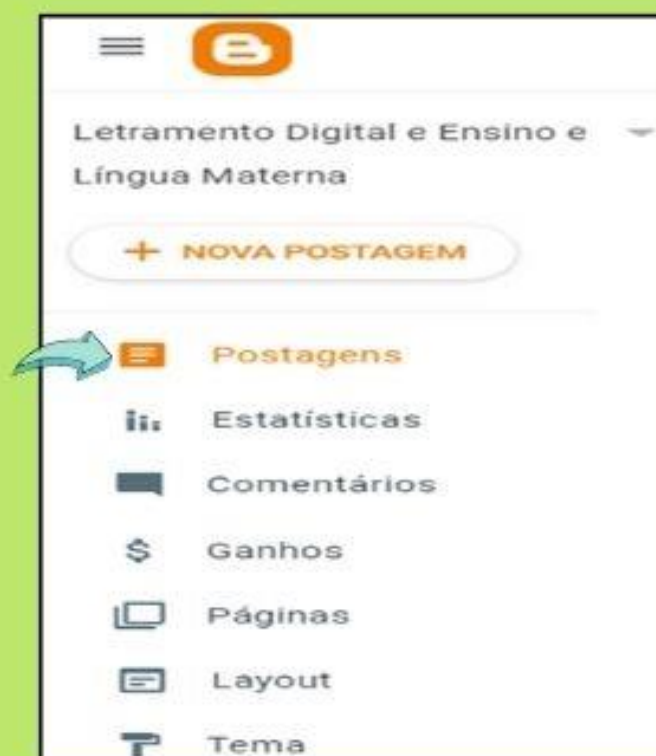 Letramento Digital e Ensino e
Língua Materna
+ NOVA POSTAGEM
Postagens
Estatísticas
Comentários
$ Ganhos
Páginas
Layout
Tema